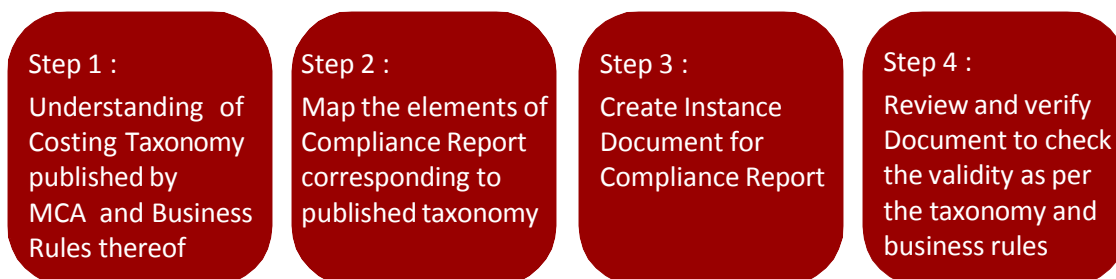 Step 1 :
Understanding of
Costing Taxonomy
published by
MCA and Business
Rules thereof
Step 2 :
Map the elements of
Compliance Report
corresponding to
published taxonomy
Step 3 :
Create Instance
Document for
Compliance Report
Step 4 :
Review and verify
Document to check
the validity as per
the taxonomy and
business rules